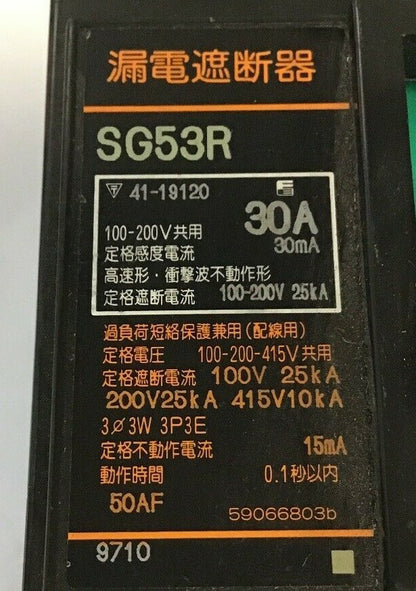 漏電遮断器
SG53R
▽ 41-19120
100-200V共用 30A
定格感度電流 30mA
高速形・衝撃波不動作形
定格遮断電流 100-200V 25kA
過負荷短絡保護兼用(配線用)
定格電圧 100-200-415V共用
定格遮断電流 100V 25kA
200V25kA 415V10kA
3ø3W 3P3E
定格不動作電流 15mA
動作時間 0.1秒以内
50AF 59066803b
9710